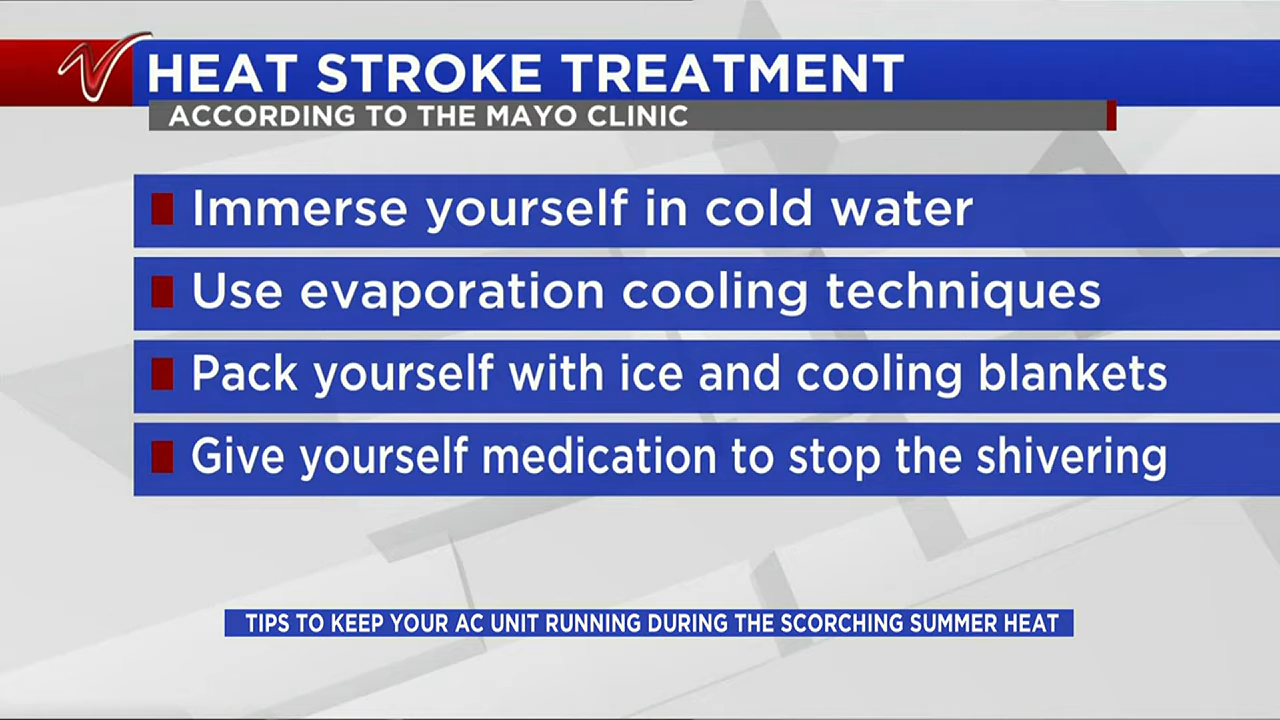 HEAT STROKE TREATMENT
ACCORDING TO THE MAYO CLINIC
Immerse yourself in cold water
Use evaporation cooling techniques
Pack yourself with ice and cooling blankets
Give yourself medication to stop the shivering
TIPS TO KEEP YOUR AC UNIT RUNNING DURING THE SCORCHING SUMMER HEAT